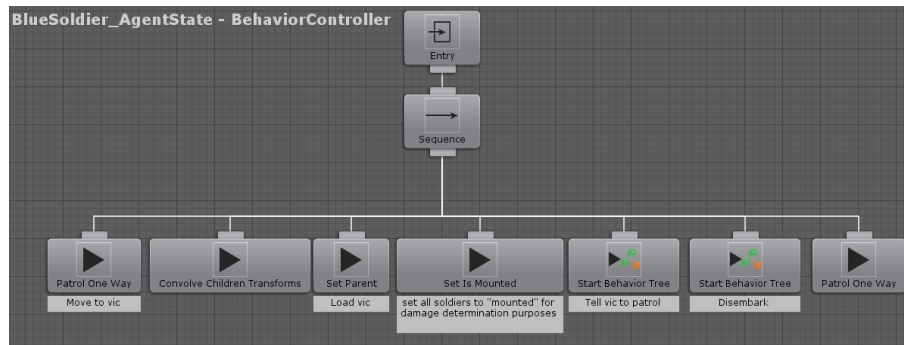 BlueSoldier_AgentState - BehaviorController
Entry
Sequence
Patrol One Way
Convolve Children Transforms
Set Parent
Set Is Mounted
Start Behavior Tree
Start Behavior Tree
Patrol One Way
Move to vic
Load vic
set all soldiers to "mounted" for
damage determination purposes
Tell vic to patrol
Disembark